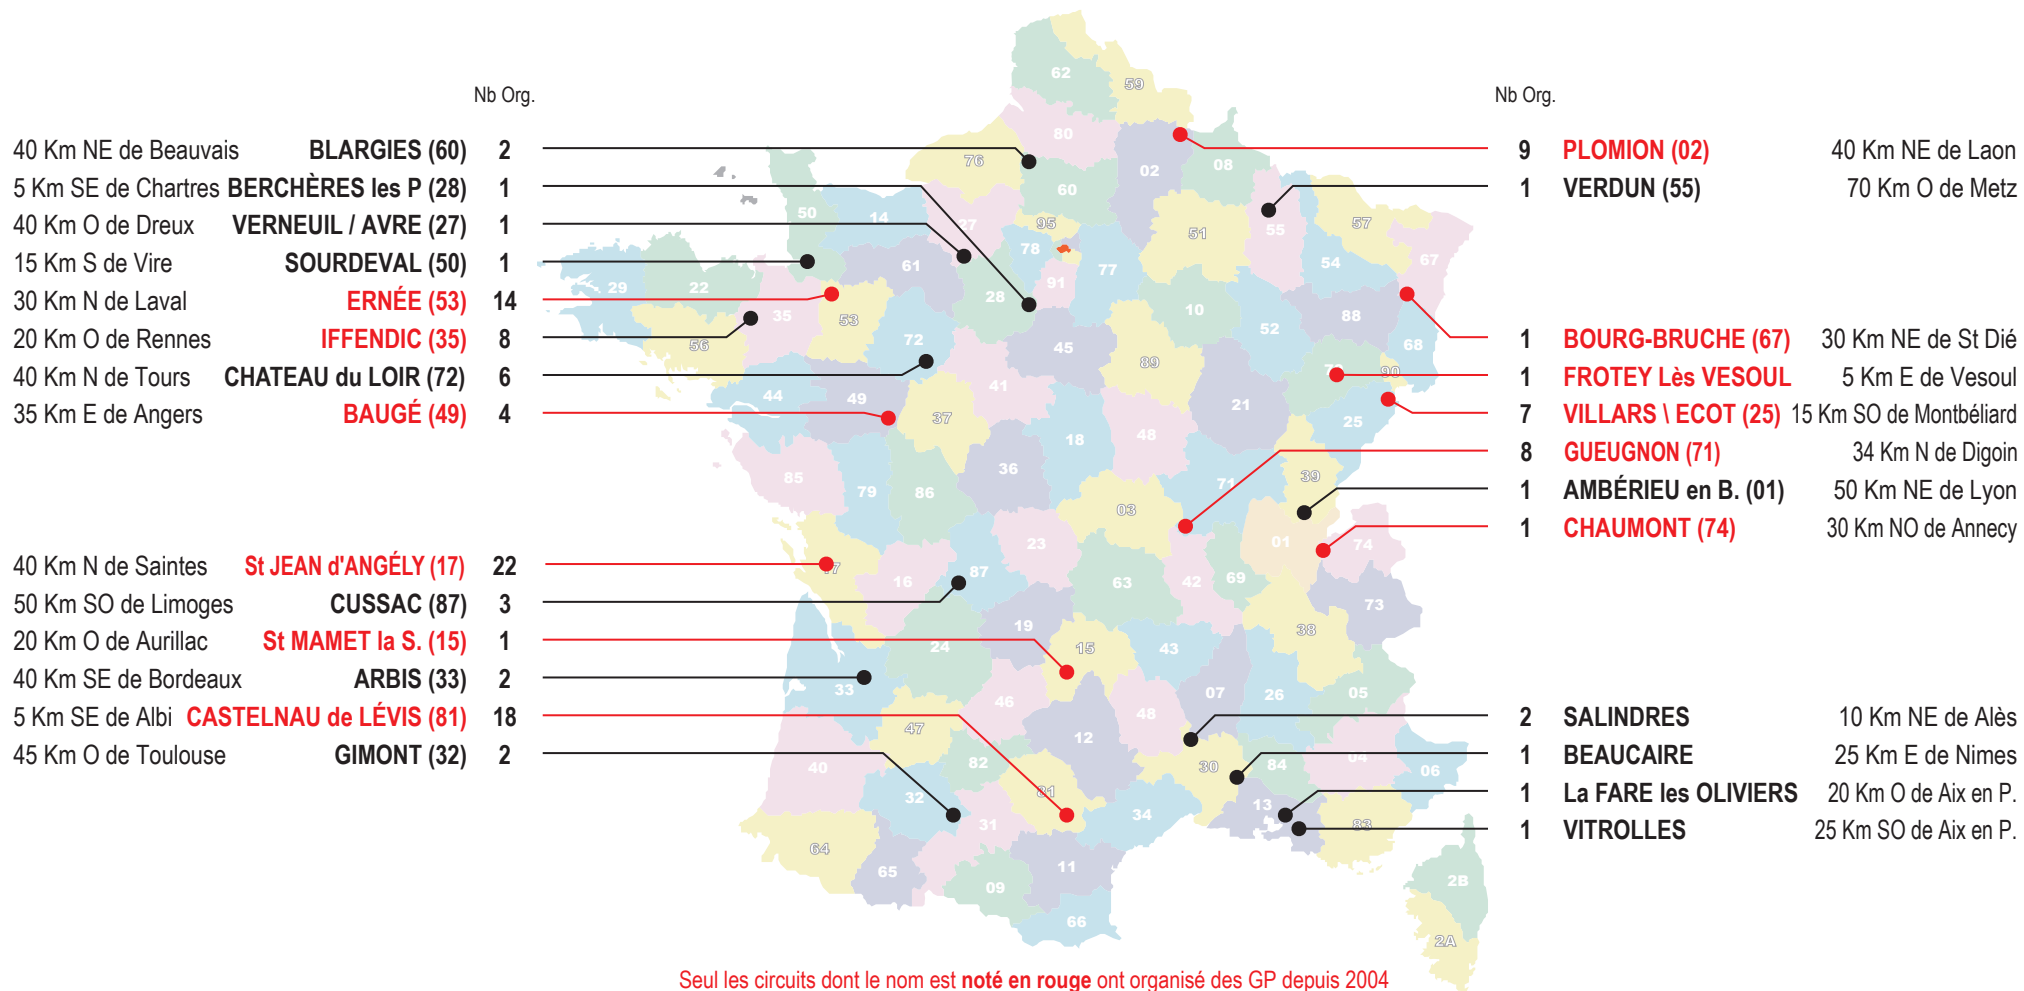 Nb Org.
40 Km NE de Beauvais BLARGIES (60) 2
5 Km SE de Chartres BERCHÈRES les P (28) 1
40 Km O de Dreux VERNEUIL / AVRE (27) 1
15 Km S de Vire SOURDEVAL (50) 1
30 Km N de Laval ERNÉE (53) 14
20 Km O de Rennes IFFENDIC (35) 8
40 Km N de Tours CHATEAU du LOIR (72) 6
35 Km E de Angers BAUGÉ (49) 4
40 Km N de Saintes St JEAN d'ANGÉLY (17) 22
50 Km SO de Limoges CUSSAC (87) 3
20 Km O de Aurillac St MAMET la S. (15) 1
40 Km SE de Bordeaux ARBIS (33) 2
5 Km SE de Albi CASTELNAU de LÉVIS (81) 18
45 Km O de Toulouse GIMONT (32) 2
62
59
80
76
02
08
60
50
14
27
95
51
55
57
78
77
54
67
61
91
29
22
28
10
35
53
52
88
56
72
45
68
89
70
90
41
44
49
37
21
25
18
48
36
85
79
86
71
39
03
23
01
74
17
16
87
63
42
69
73
19
38
24
15
43
33
46
07
26
05
48
47
12
40
82
30
84
04
06
32
81
13
34
31
83
64
65
11
09
66
2B
2A
Nb Org.
9 PLOMION (02) 40 Km NE de Laon
1 VERDUN (55) 70 Km O de Metz
1 BOURG-BRUCHE (67) 30 Km NE de St Dié
1 FROTEY Lès VESOUL 5 Km E de Vesoul
7 VILLARS \ ECOT (25) 15 Km SO de Montbéliard
8 GUEUGNON (71) 34 Km N de Digoin
1 AMBÉRIEU en B. (01) 50 Km NE de Lyon
1 CHAUMONT (74) 30 Km NO de Annecy
2 SALINDRES 10 Km NE de Alès
1 BEAUCAIRE 25 Km E de Nimes
1 La FARE les OLIVIERS 20 Km O de Aix en P.
1 VITROLLES 25 Km SO de Aix en P.
Seul les circuits dont le nom est noté en rouge ont organisé des GP depuis 2004